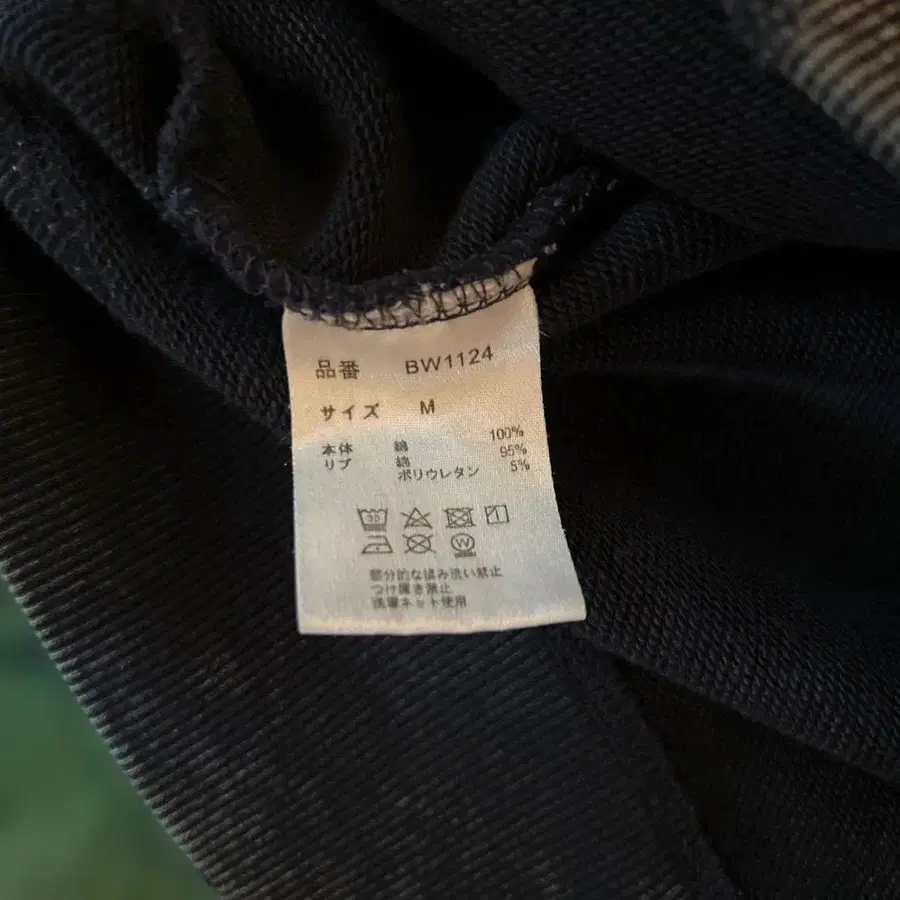 品番 BW1124
サイズ M
本体 綿 100%
リブ 綿 95%
ポリウレタン 5%
30
W
部分的な揉み洗い禁止
つけ置き禁止
洗濯ネット使用